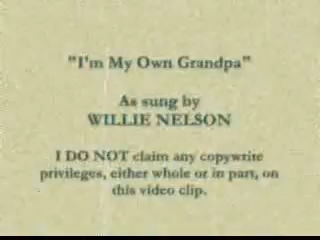 "I'm My Own Grandpa"
As sung by
WILLIE NELSON
I DO NOT claim any copywrite
privileges, either whole or in part, on
this video clip.